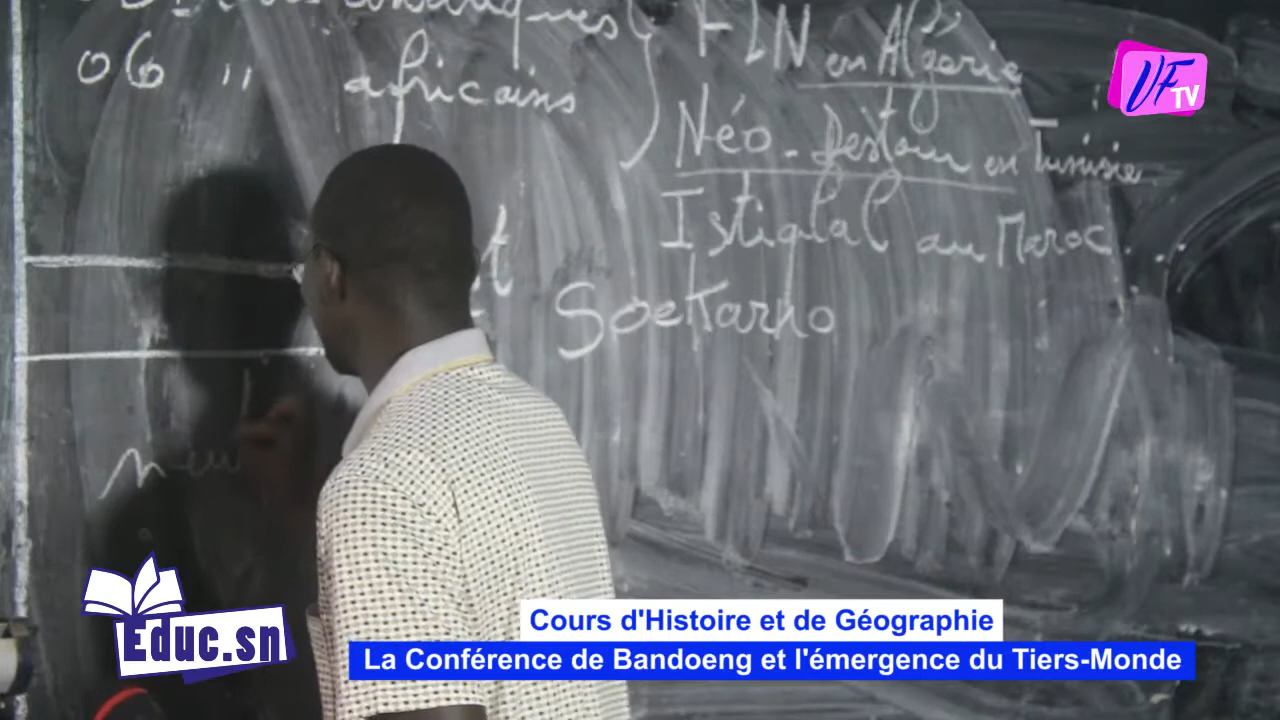 06 " africains
FLN en Algérie
Néo-Destour en Tunisie
Istiqlal au Maroc
Soekarno
VF TV
Educ.sn
Cours d'Histoire et de Géographie
La Conférence de Bandoeng et l'émergence du Tiers-Monde